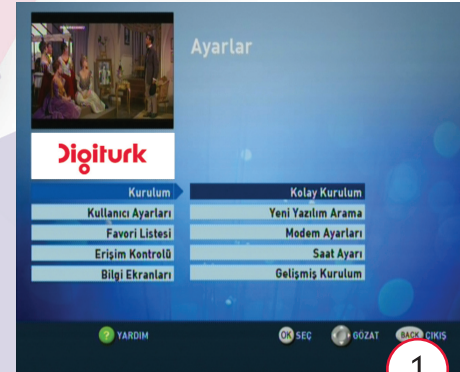 Ayarlar
Digiturk
Kurulum
Kullanıcı Ayarları
Favori Listesi
Erişim Kontrolü
Bilgi Ekranları
Kolay Kurulum
Yeni Yazılım Arama
Modem Ayarları
Saat Ayarı
Gelişmiş Kurulum
? YARDIM OK SEÇ GÖZAT BACK ÇIKIŞ
1